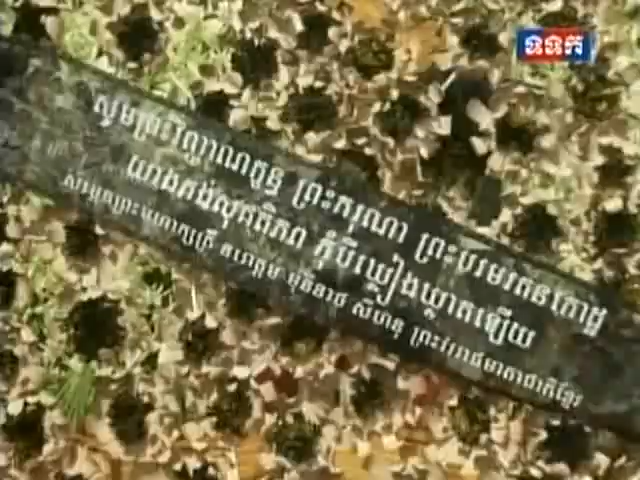 ទទក
សូមព្រះវិញ្ញាណក្ខន្ធ ព្រះករុណា ព្រះបរមរតនកោដ្ឋ
យាងគង់សុគតិភព កុំបីឃ្លៀងឃ្លាតឡើយ
សម្តេចព្រះមហាក្សត្រី នរោត្តម មុនិនាថ សីហនុ ព្រះវររាជមាតាជាតិខ្មែរ